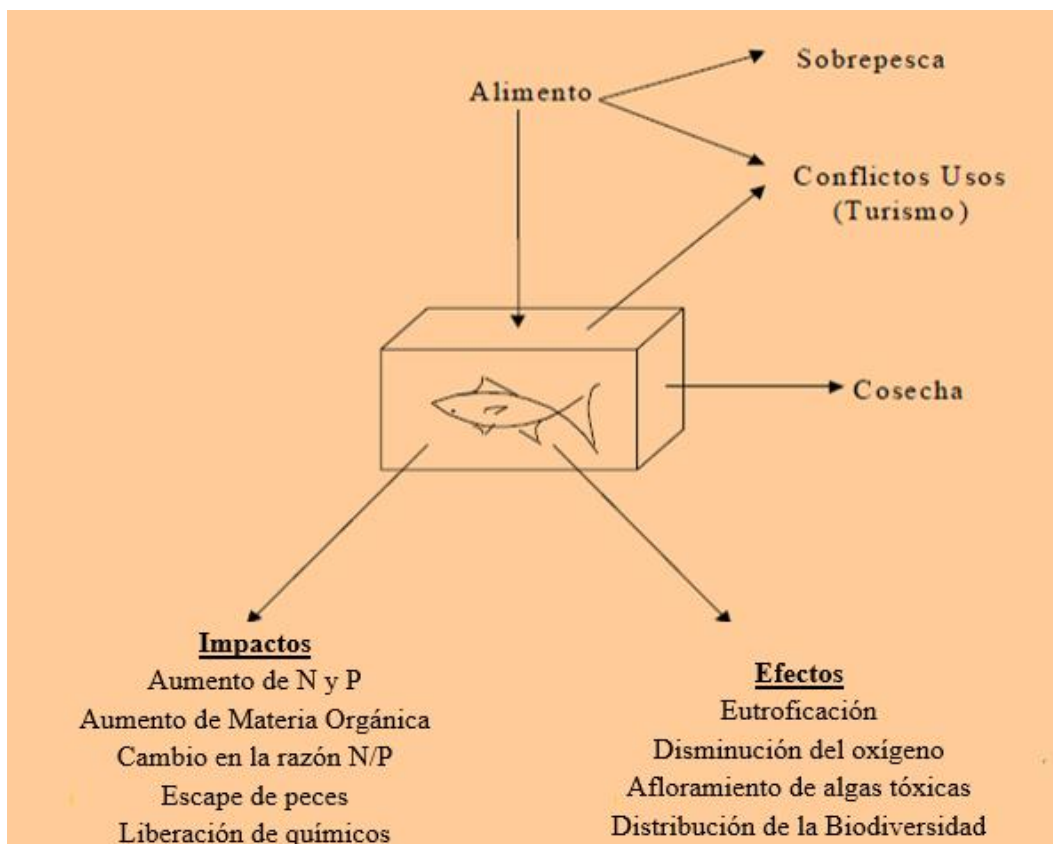 Sobrepesca
Alimento
Conflictos Usos
(Turismo)
Cosecha
Impactos
Aumento de N y P
Aumento de Materia Orgánica
Cambio en la razón N/P
Escape de peces
Liberación de químicos
Efectos
Eutroficación
Disminución del oxígeno
Afloramiento de algas tóxicas
Distribución de la Biodiversidad